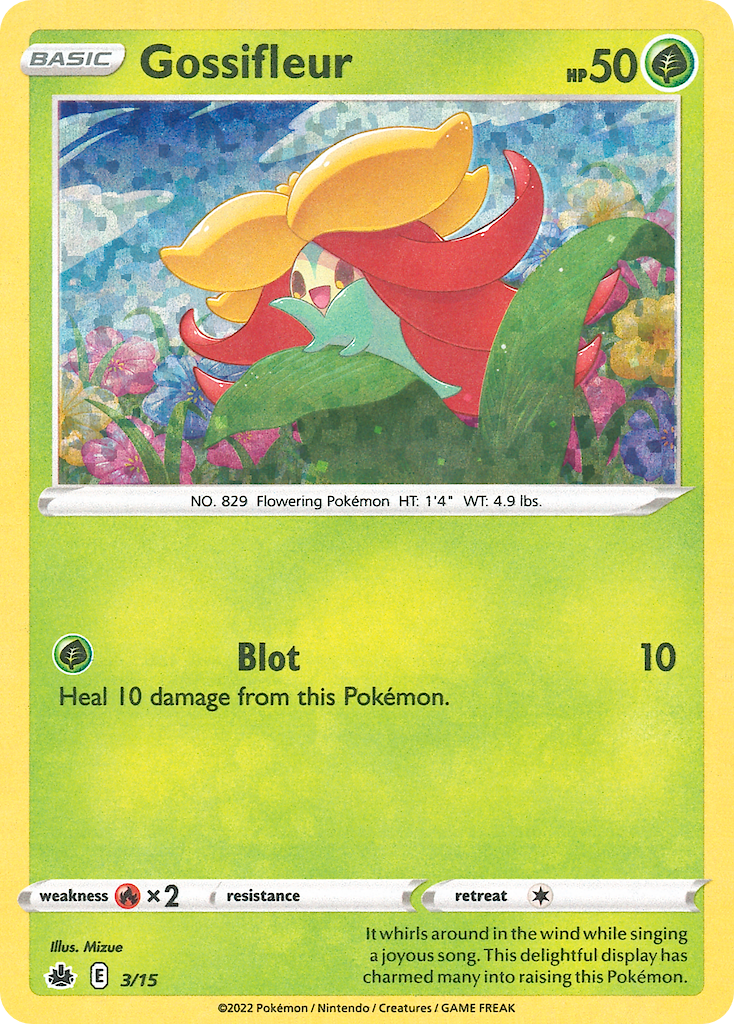 BASIC Gossifleur HP50
NO. 829 Flowering Pokémon HT: 1'4" WT: 4.9 lbs.
Blot 10
Heal 10 damage from this Pokémon.
weakness ×2 resistance retreat
Illus. Mizue
E 3/15
It whirls around in the wind while singing
a joyous song. This delightful display has
charmed many into raising this Pokémon.
©2022 Pokémon / Nintendo / Creatures / GAME FREAK